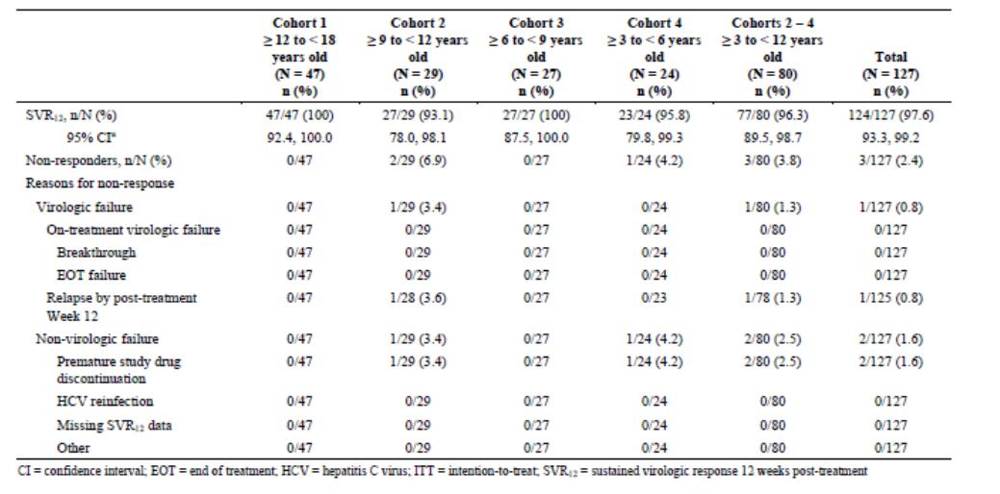 Cohort 1 Cohort 2 Cohort 3 Cohort 4 Cohorts 2 – 4
≥ 12 to < 18 ≥ 9 to < 12 years ≥ 6 to < 9 years ≥ 3 to < 6 years ≥ 3 to < 12 years
years old old old old old Total
(N = 47) (N = 29) (N = 27) (N = 24) (N = 80) (N = 127)
n (%) n (%) n (%) n (%) n (%) n (%)
SVR₁₂, n/N (%) 47/47 (100) 27/29 (93.1) 27/27 (100) 23/24 (95.8) 77/80 (96.3) 124/127 (97.6)
95% CIª 92.4, 100.0 78.0, 98.1 87.5, 100.0 79.8, 99.3 89.5, 98.7 93.3, 99.2
Non-responders, n/N (%) 0/47 2/29 (6.9) 0/27 1/24 (4.2) 3/80 (3.8) 3/127 (2.4)
Reasons for non-response
Virologic failure 0/47 1/29 (3.4) 0/27 0/24 1/80 (1.3) 1/127 (0.8)
On-treatment virologic failure 0/47 0/29 0/27 0/24 0/80 0/127
Breakthrough 0/47 0/29 0/27 0/24 0/80 0/127
EOT failure 0/47 0/29 0/27 0/24 0/80 0/127
Relapse by post-treatment 0/47 1/28 (3.6) 0/27 0/23 1/78 (1.3) 1/125 (0.8)
Week 12
Non-virologic failure 0/47 1/29 (3.4) 0/27 1/24 (4.2) 2/80 (2.5) 2/127 (1.6)
Premature study drug 0/47 1/29 (3.4) 0/27 1/24 (4.2) 2/80 (2.5) 2/127 (1.6)
discontinuation
HCV reinfection 0/47 0/29 0/27 0/24 0/80 0/127
Missing SVR₁₂ data 0/47 0/29 0/27 0/24 0/80 0/127
Other 0/47 0/29 0/27 0/24 0/80 0/127
CI = confidence interval; EOT = end of treatment; HCV = hepatitis C virus; ITT = intention-to-treat; SVR₁₂ = sustained virologic response 12 weeks post-treatment